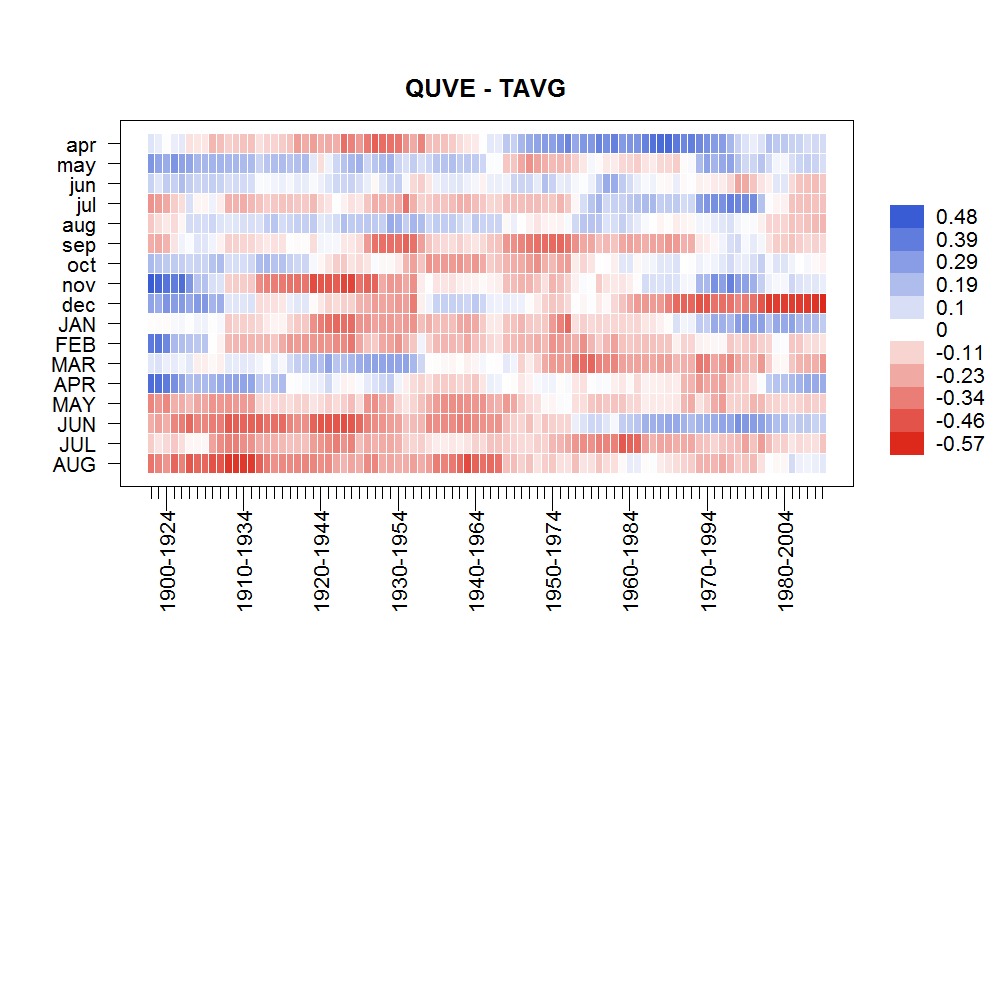 QUVE - TAVG
apr
may
jun
jul
aug
sep
oct
nov
dec
JAN
FEB
MAR
APR
MAY
JUN
JUL
AUG
1900-1924
1910-1934
1920-1944
1930-1954
1940-1964
1950-1974
1960-1984
1970-1994
1980-2004
0.48
0.39
0.29
0.19
0.1
0
-0.11
-0.23
-0.34
-0.46
-0.57